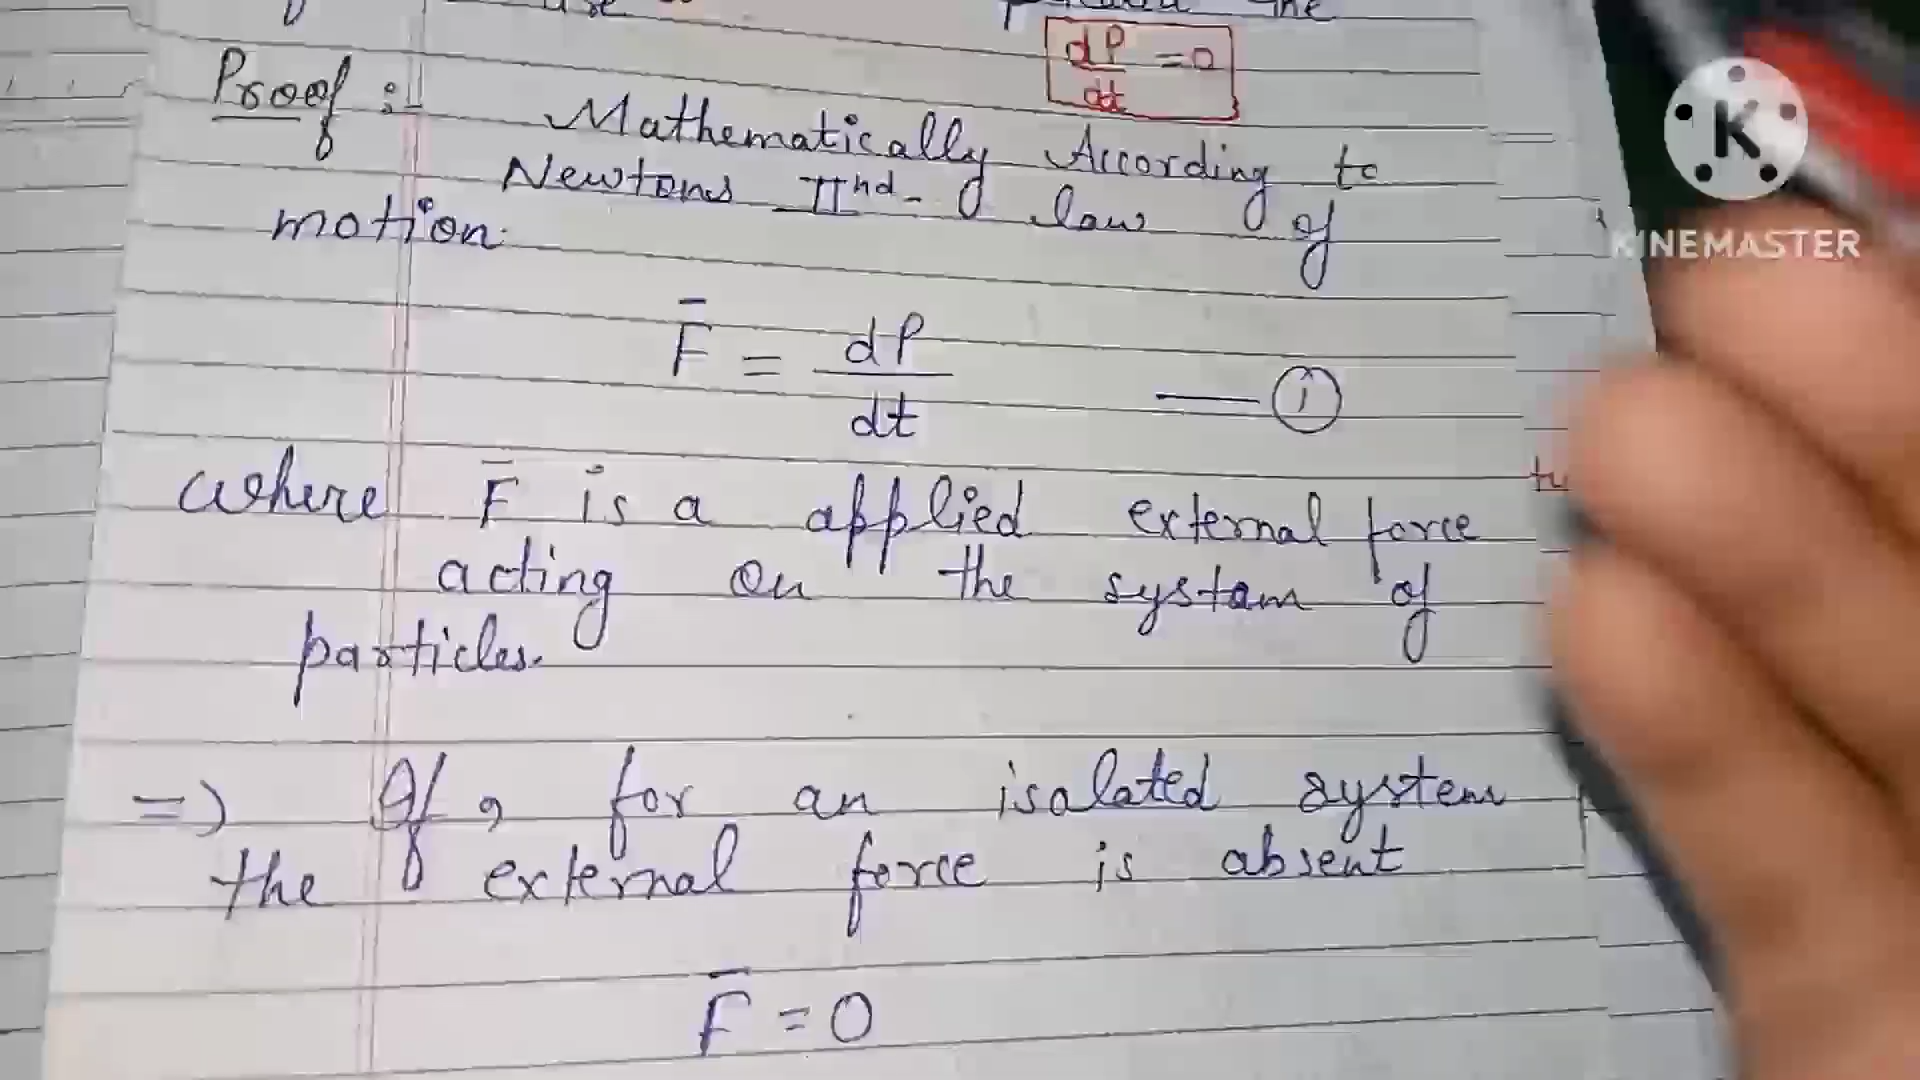 the
dP = 0
dt
Proof :- Mathematically According to
Newtons IInd law of
motion.
F̄ = dP
dt
— (i)
where F̄ is a applied external force
acting on the system of
particles.
=) If, for an isolated system
the external force is absent
F̄ = 0
K
KINEMASTER